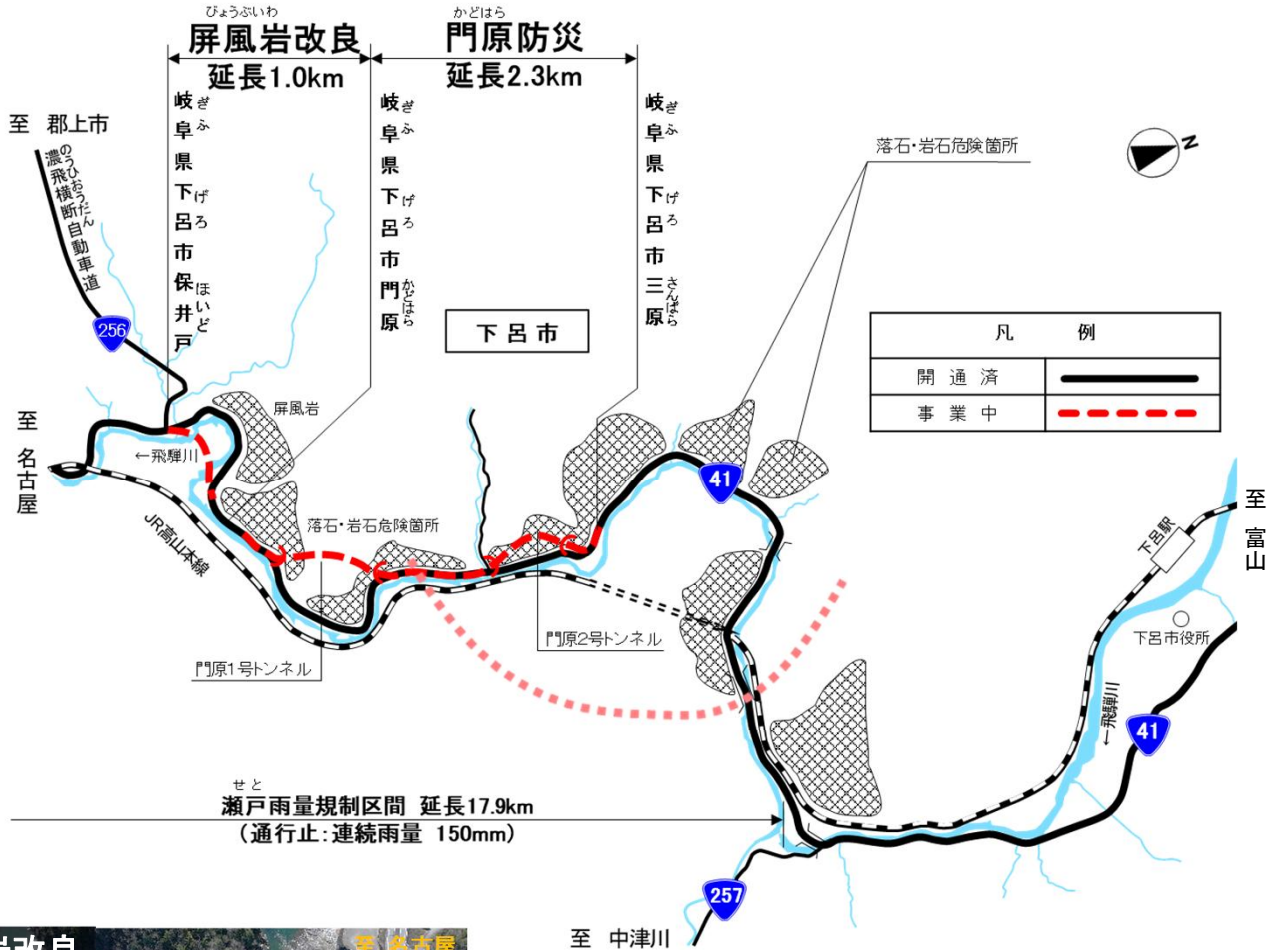 びょうぶいわ
屏風岩改良
延長1.0km
かどはら
門原防災
延長2.3km
岐阜県下呂市保井戸
ぎふ
げろ
ほいど
岐阜県下呂市門原
ぎふ
げろ
かどはら
岐阜県下呂市三原
ぎふ
げろ
さんばら
至 郡上市
濃飛横断自動車道
のうひおうだん
256
至 名古屋
←飛騨川
屏風岩
JR高山本線
落石・岩石危険箇所
門原1号トンネル
下呂市
門原2号トンネル
41
落石・岩石危険箇所
N
凡 例
開通済
事業中
至 富山
下呂駅
下呂市役所
←飛騨川
41
せと
瀬戸雨量規制区間 延長17.9km
(通行止:連続雨量 150mm)
257
至 中津川
岩改良
至 名古屋